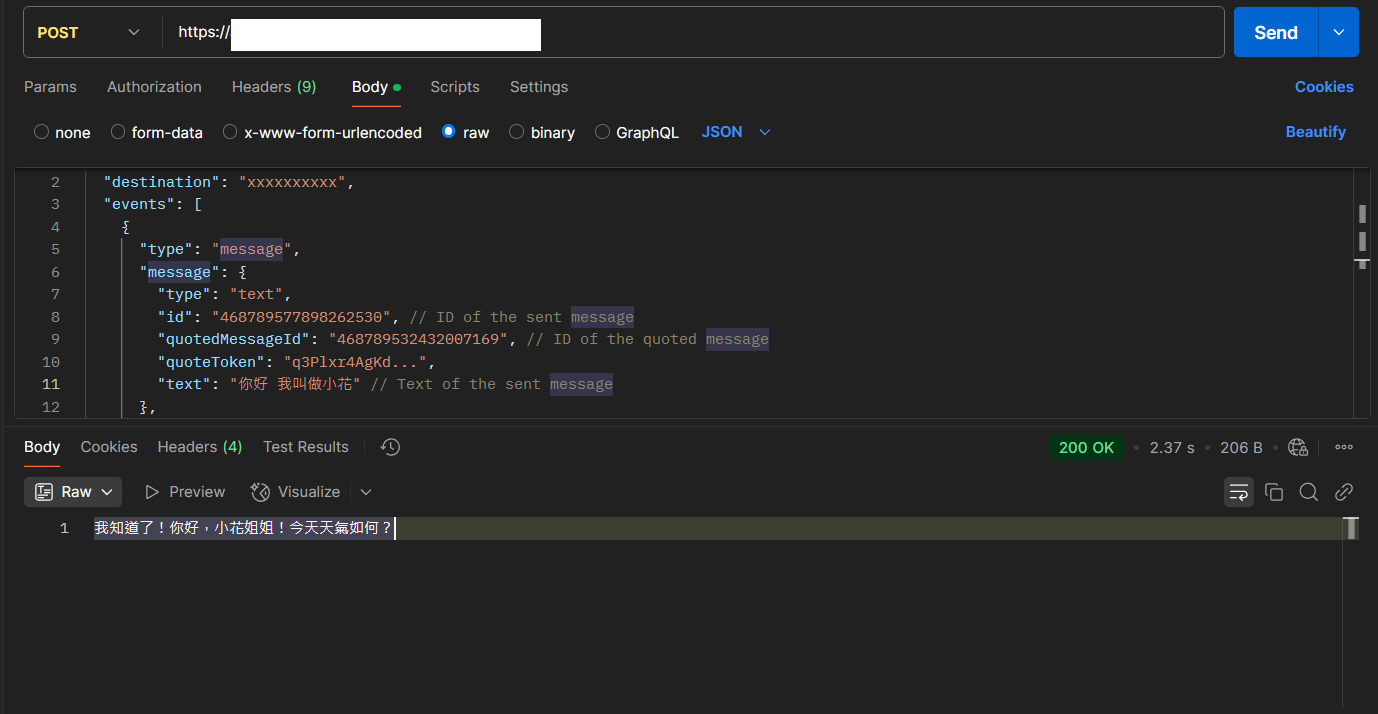 POST https://
Send
Params Authorization Headers (9) Body Scripts Settings Cookies
none form-data x-www-form-urlencoded raw binary GraphQL JSON Beautify
2 "destination": "xxxxxxxxxx",
3 "events": [
4 {
5 "type": "message",
6 "message": {
7 "type": "text",
8 "id": "468789577898262530", // ID of the sent message
9 "quotedMessageId": "468789532432007169", // ID of the quoted message
10 "quoteToken": "q3Plxr4AgKd...",
11 "text": "你好 我叫做小花" // Text of the sent message
12 },
Body Cookies Headers (4) Test Results 200 OK • 2.37 s • 206 B •
Raw Preview Visualize
1 我知道了！你好，小花姐姐！今天天氣如何？